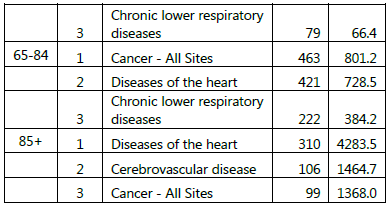 Chronic lower respiratory
3 diseases 79 66.4
65-84 1 Cancer - All Sites 463 801.2
2 Diseases of the heart 421 728.5
Chronic lower respiratory
3 diseases 222 384.2
85+ 1 Diseases of the heart 310 4283.5
2 Cerebrovascular disease 106 1464.7
3 Cancer - All Sites 99 1368.0